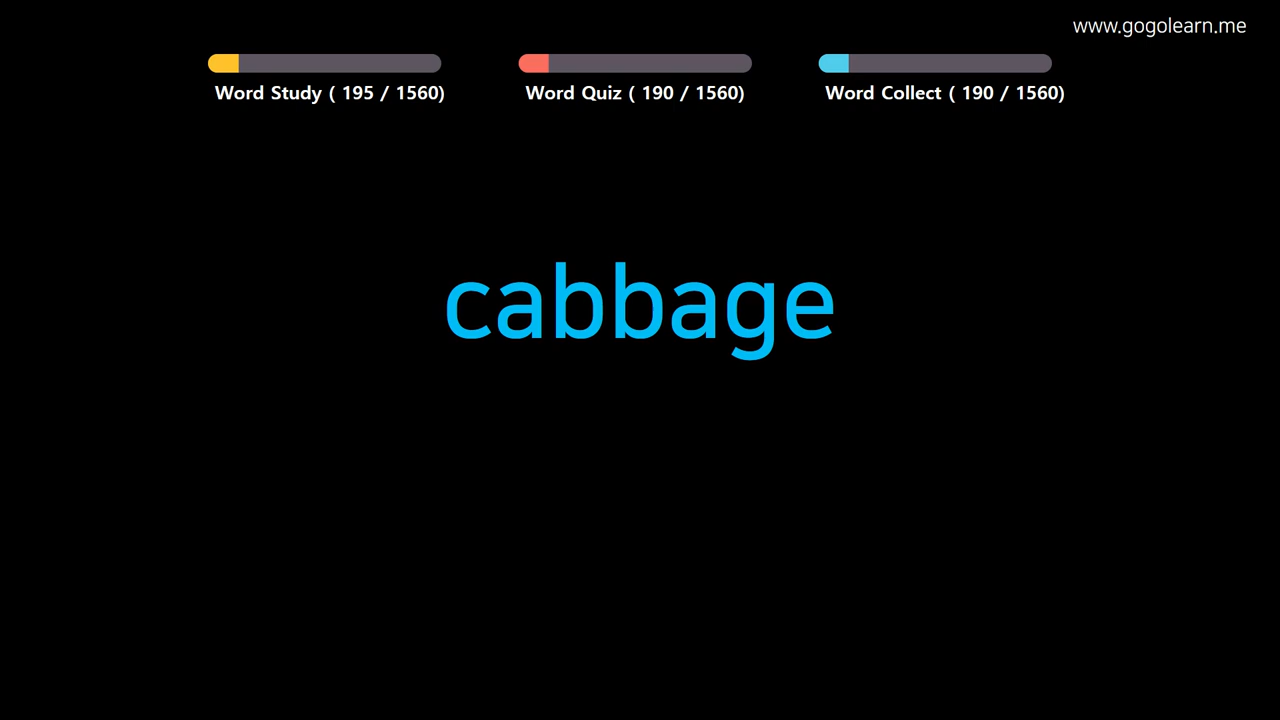 www.gogolearn.me
Word Study ( 195 / 1560)
Word Quiz ( 190 / 1560)
Word Collect ( 190 / 1560)
cabbage